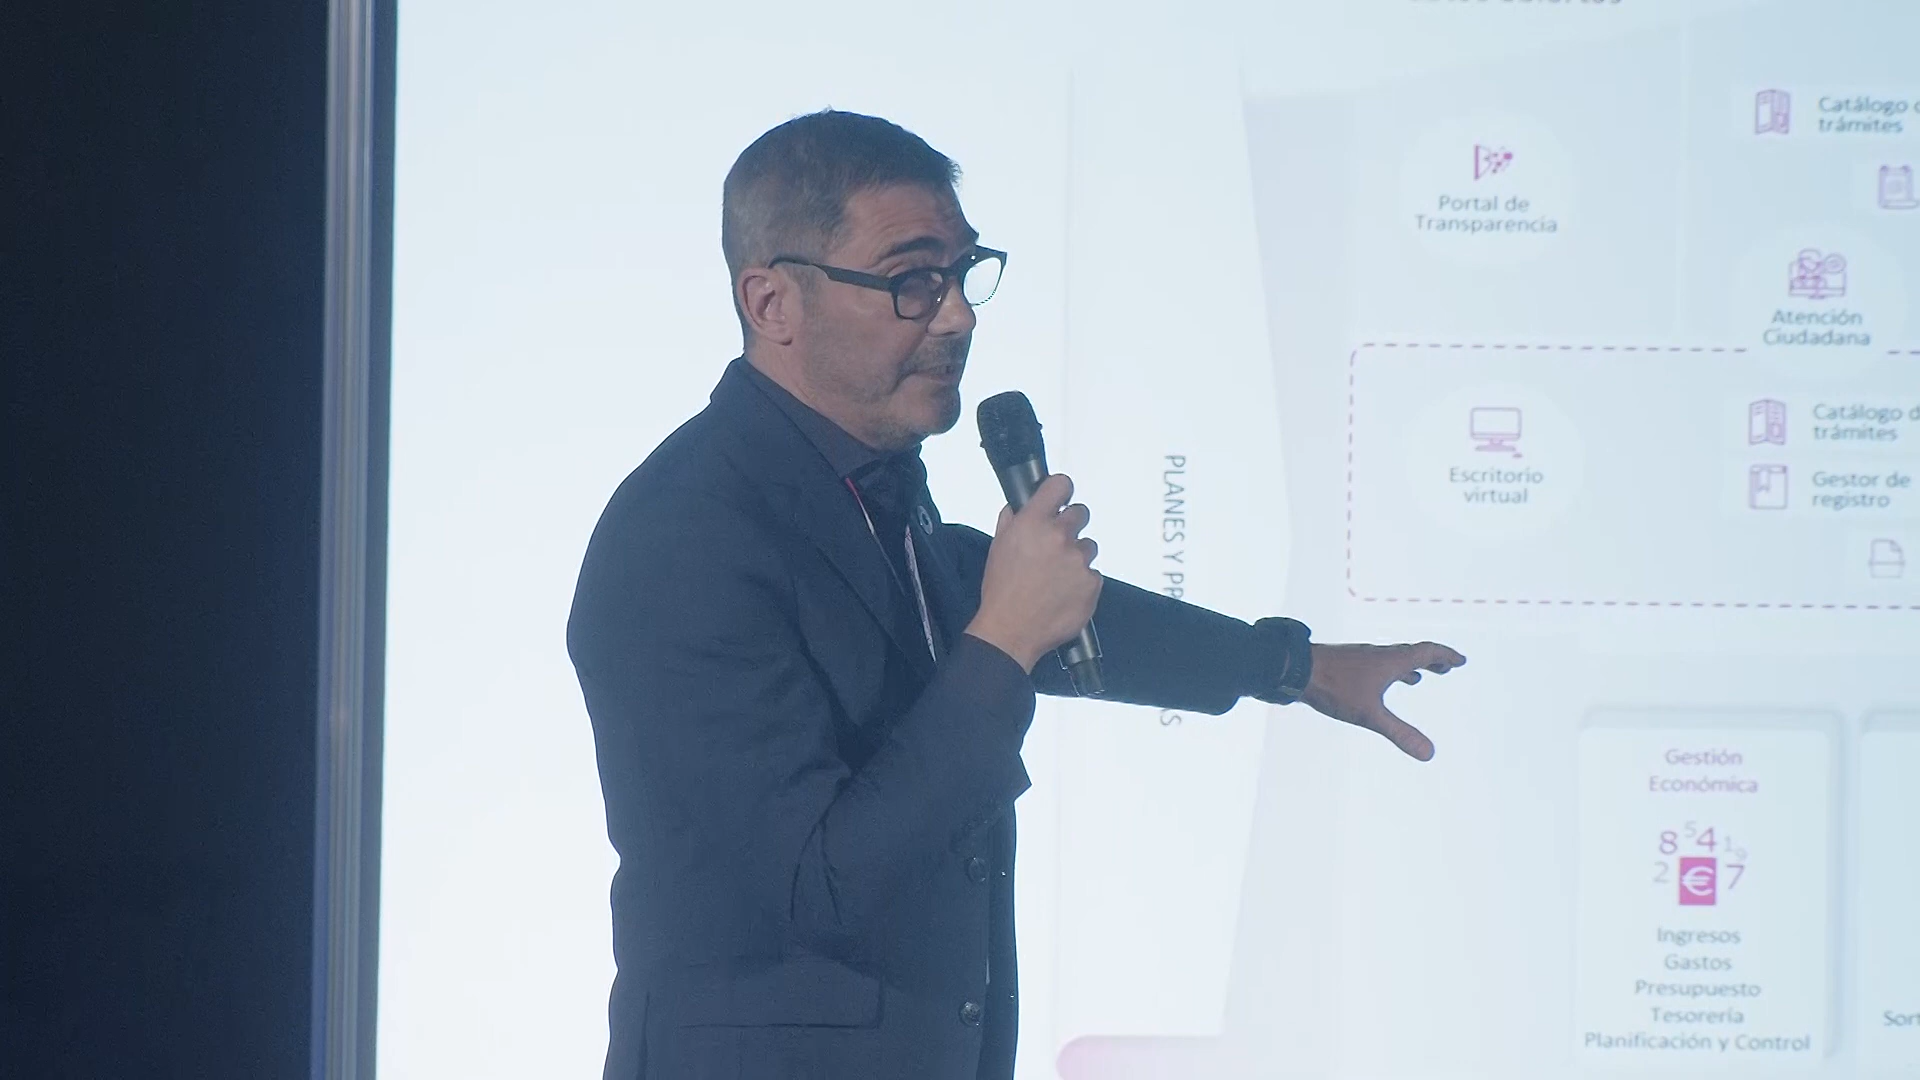 Catálogo
trámites
Portal de
Transparencia
Atención
Ciudadana
Catálogo
trámites
Escritorio
virtual
Gestor de
registro
PLANES Y
Gestión
Económica
8 5 4 1 9
2 € 7
Ingresos
Gastos
Presupuesto
Tesorería
Planificación y Control